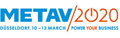 METAV/2020
DÜSSELDORF, 10–13 MARCH / POWER YOUR BUSINESS